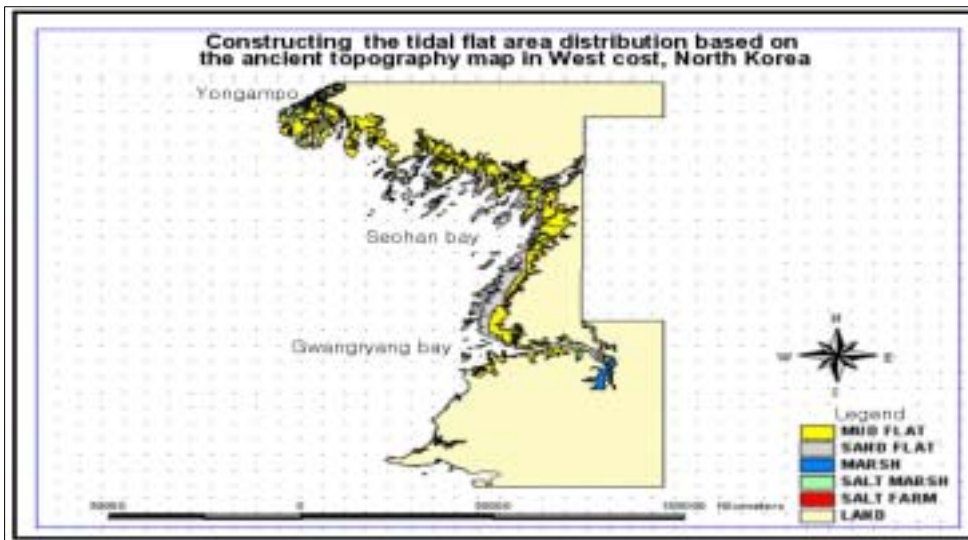 Constructing the tidal flat area distribution based on
the ancient topography map in West cost, North Korea
Yongampo
Seohan bay
Gwangryang bay
N
W E
Legend
MUD FLAT
SAND FLAT
MARSH
SALT MARSH
SALT FARM
LAND
0